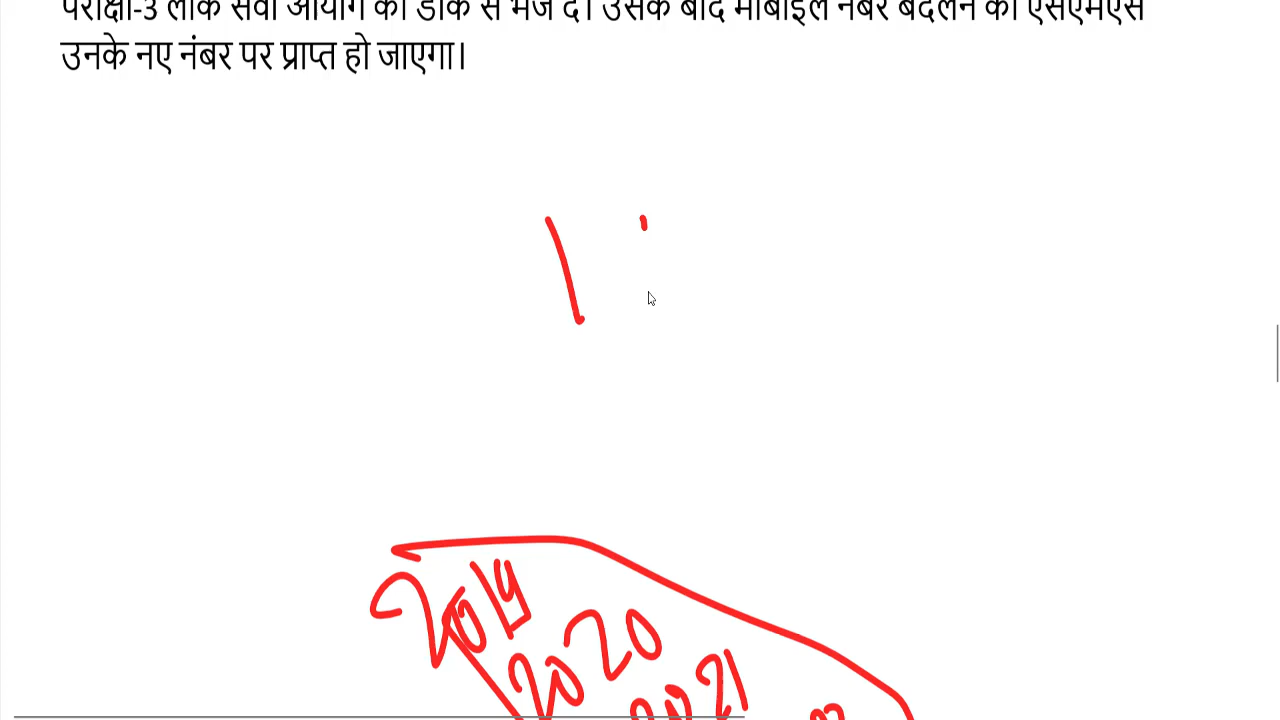 परीक्षा-3 लोक सेवा आयोग को डाक से भेज दें। उसके बाद मोबाइल नंबर बदलने का एसएमएस
उनके नए नंबर पर प्राप्त हो जाएगा।
2019
2020
2021